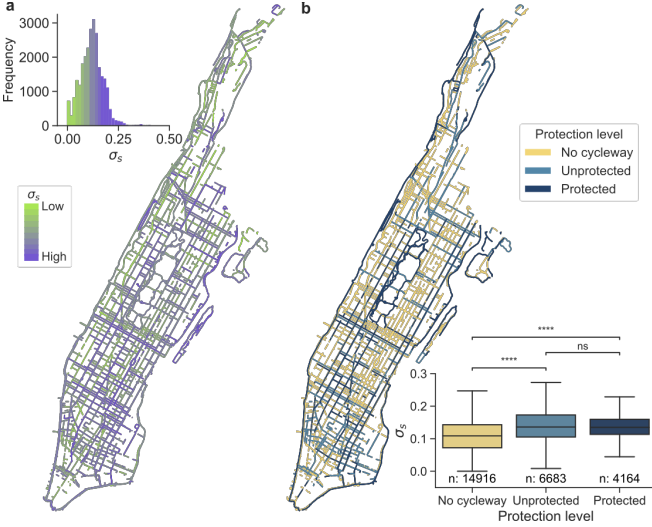 a
b
3000
2000
1000
0
Frequency
0.00
0.25
0.50
σs
σs
Low
High
Protection level
No cycleway
Unprotected
Protected
****
ns
****
0.3
0.2
0.1
0.0
σs
n: 14916
n: 6683
n: 4164
No cycleway
Unprotected
Protected
Protection level